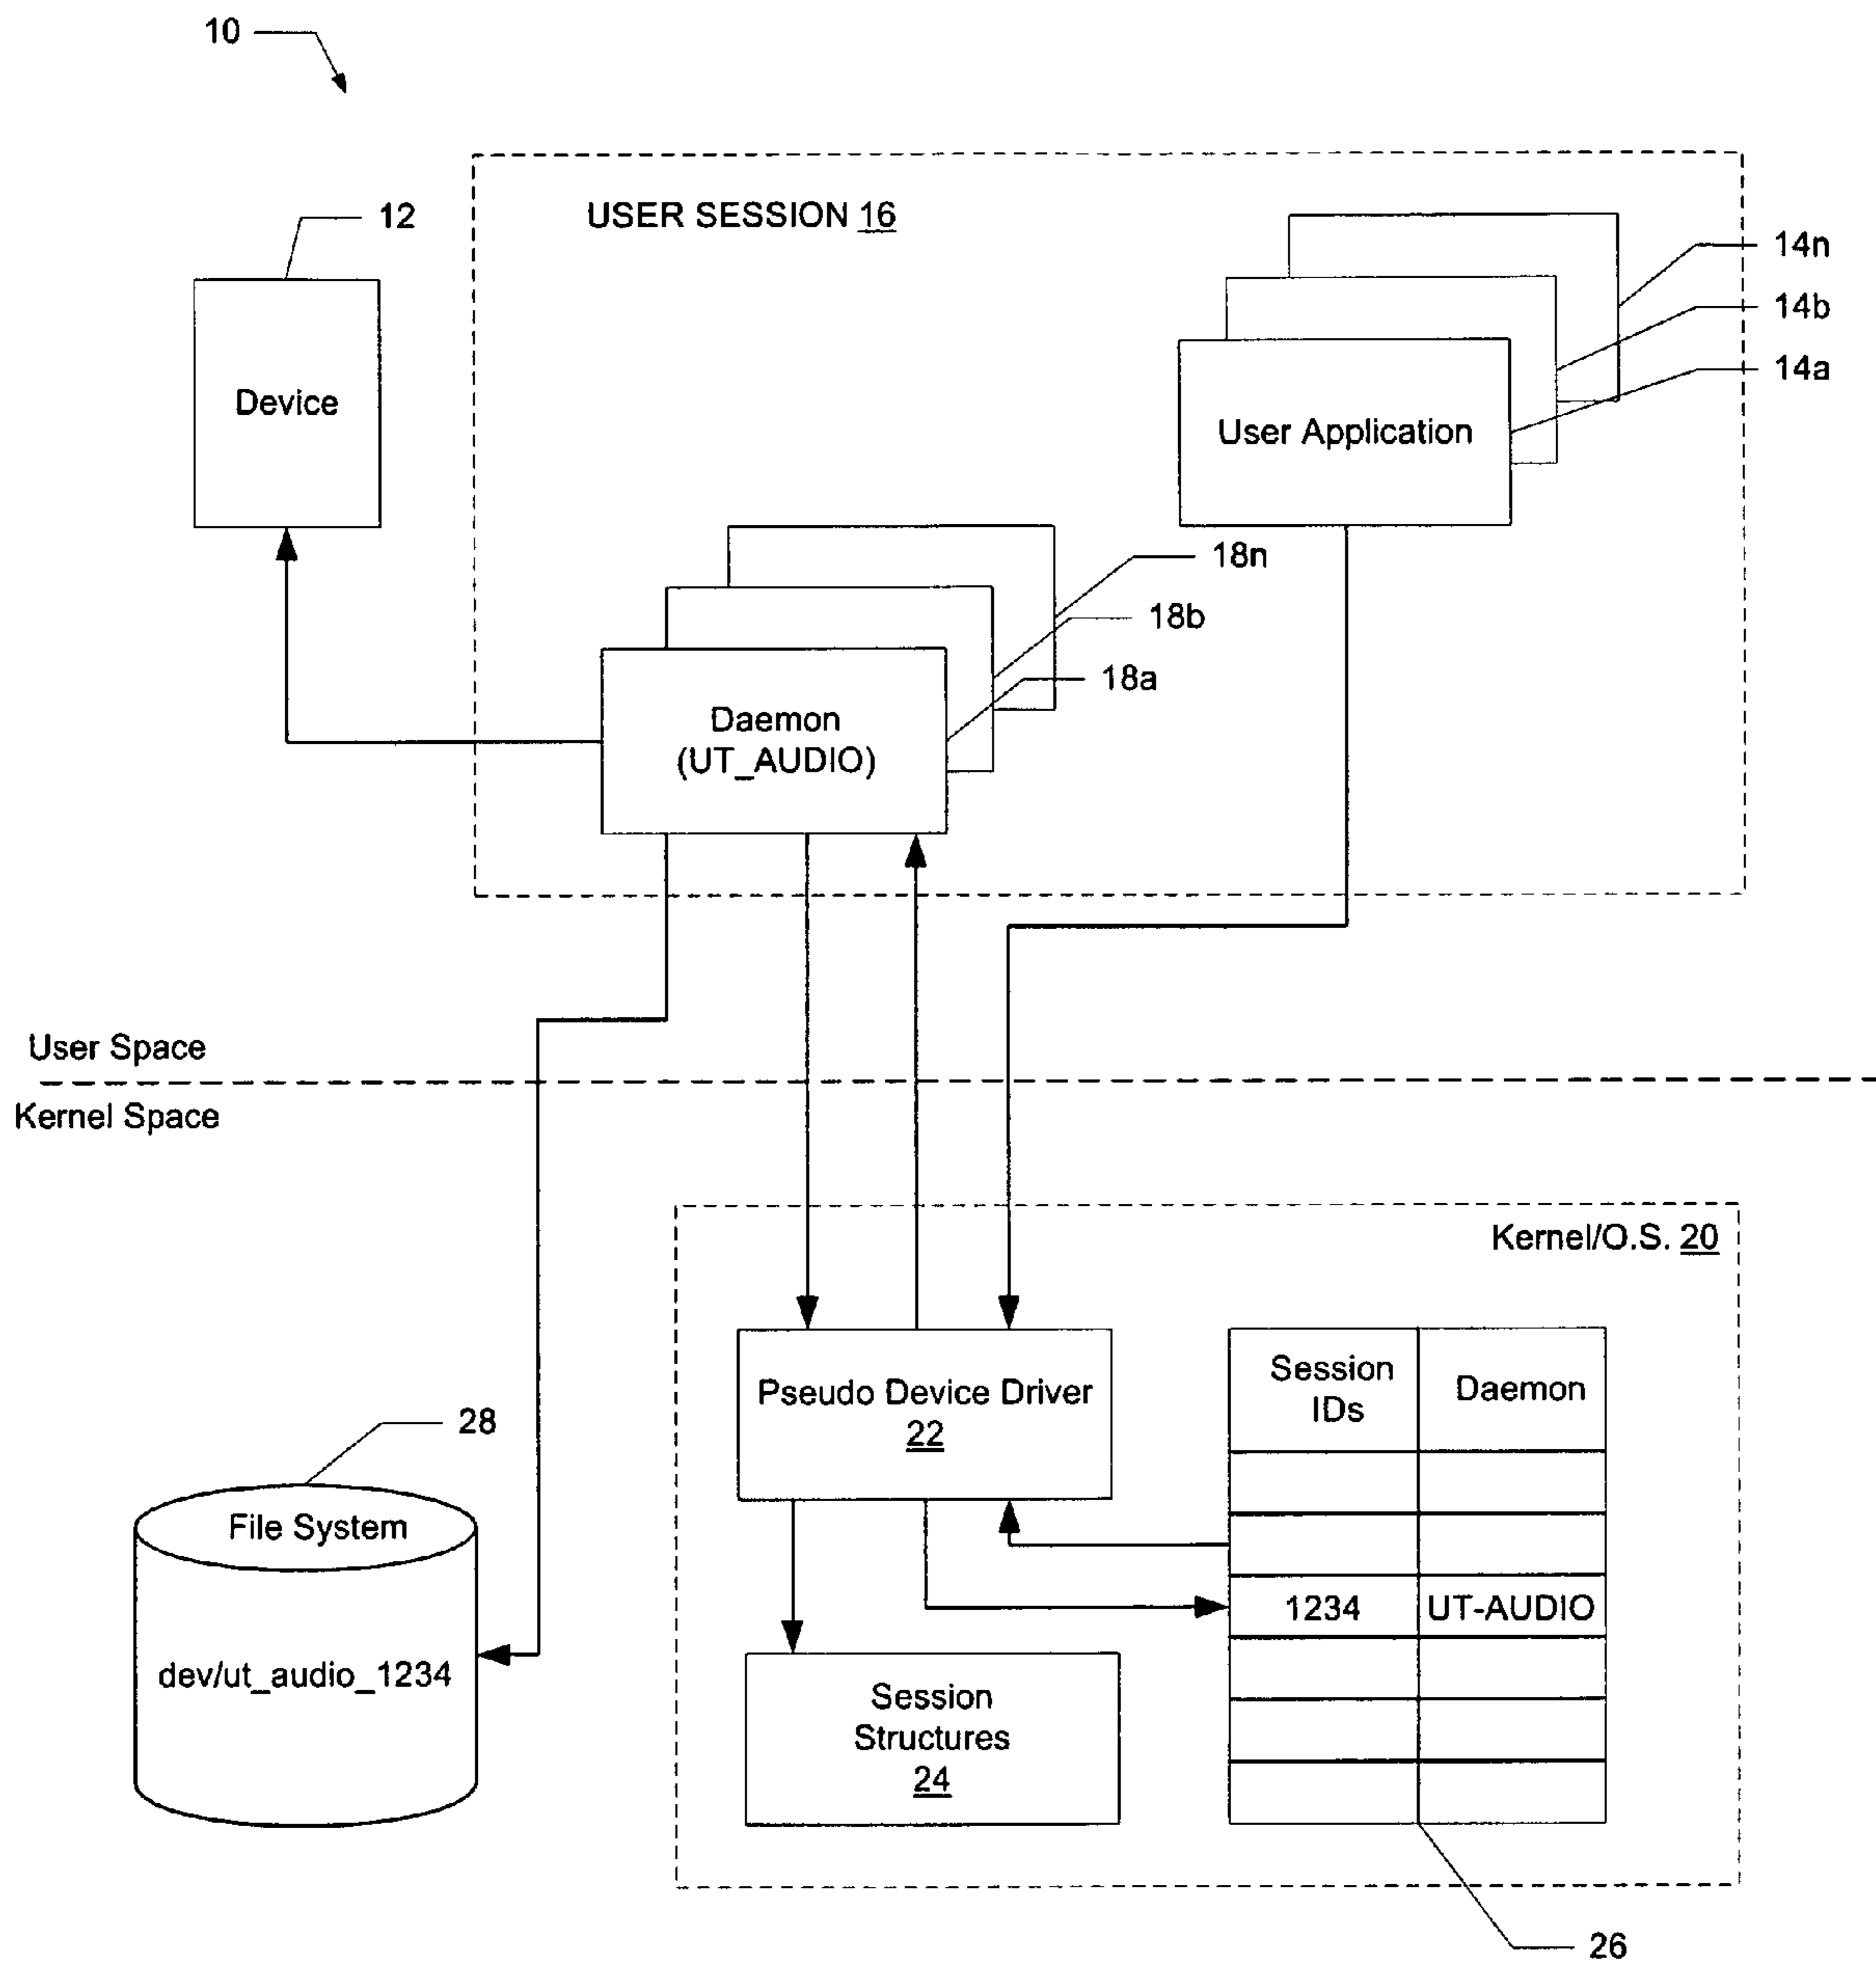 10
USER SESSION 16
12
14n
14b
14a
Device
User Application
18n
18b
18a
Daemon
(UT_AUDIO)
User Space
Kernel Space
Kernel/O.S. 20
Pseudo Device Driver
22
Session
IDs
Daemon
28
File System
1234
UT-AUDIO
dev/ut_audio_1234
Session
Structures
24
26